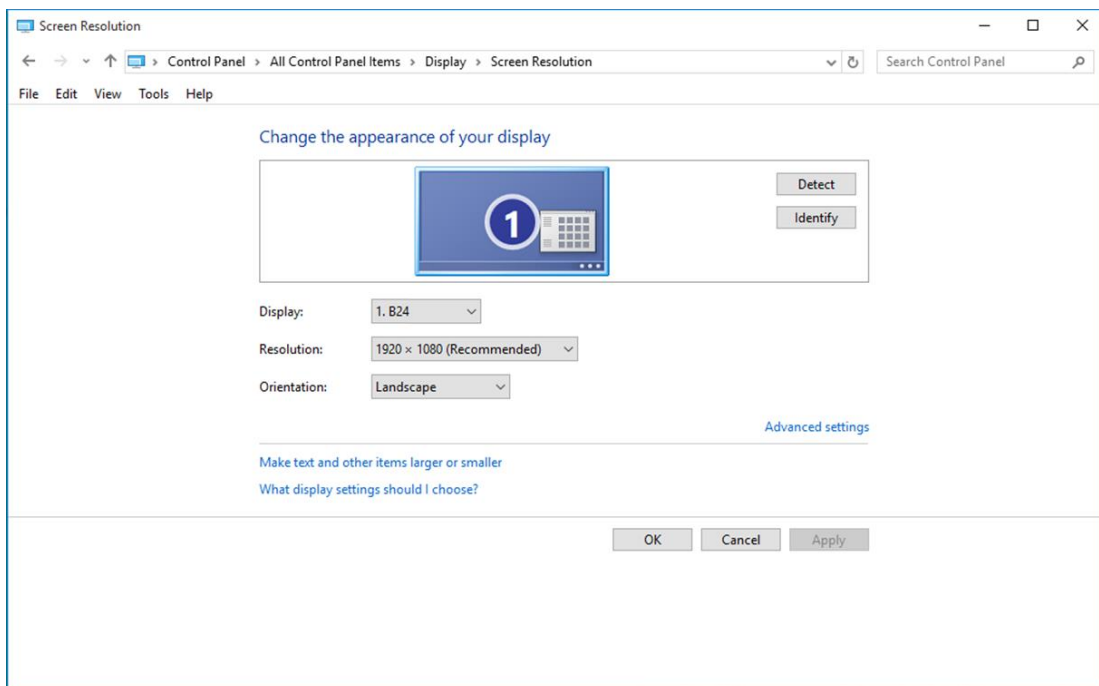 Screen Resolution
Control Panel > All Control Panel Items > Display > Screen Resolution
Search Control Panel
File Edit View Tools Help
Change the appearance of your display
1
Detect
Identify
Display: 1. B24
Resolution: 1920 × 1080 (Recommended)
Orientation: Landscape
Advanced settings
Make text and other items larger or smaller
What display settings should I choose?
OK Cancel Apply